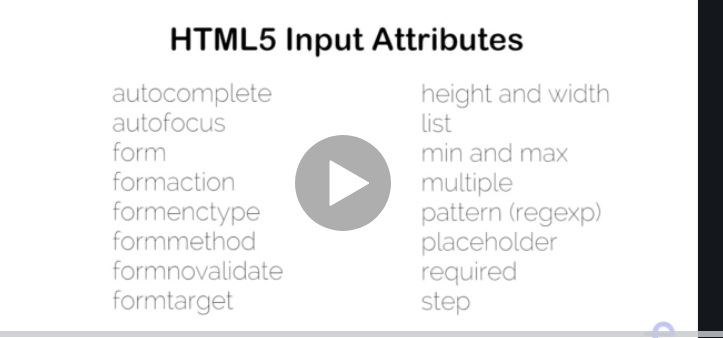 HTML5 Input Attributes
autocomplete
autofocus
form
formaction
formenctype
formmethod
formnovalidate
formtarget
height and width
list
min and max
multiple
pattern (regexp)
placeholder
required
step